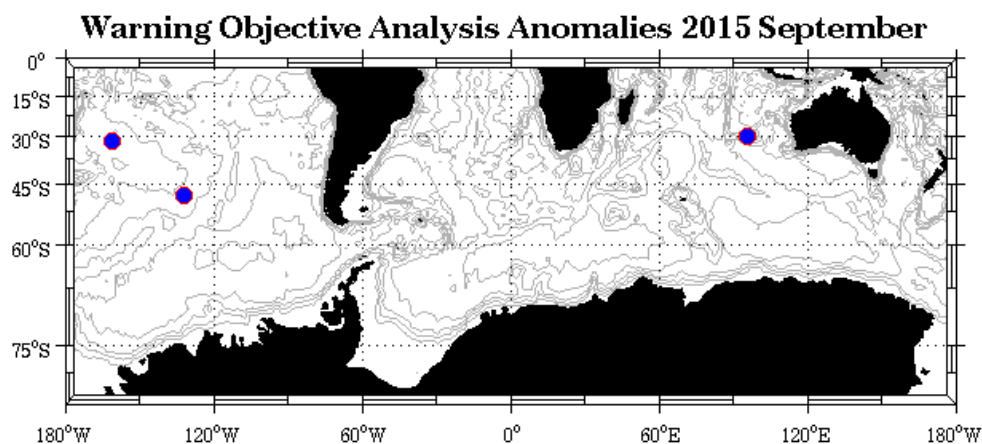 Warning Objective Analysis Anomalies 2015 September
0°
15°S
30°S
45°S
60°S
75°S
180°W 120°W 60°W 0° 60°E 120°E 180°W